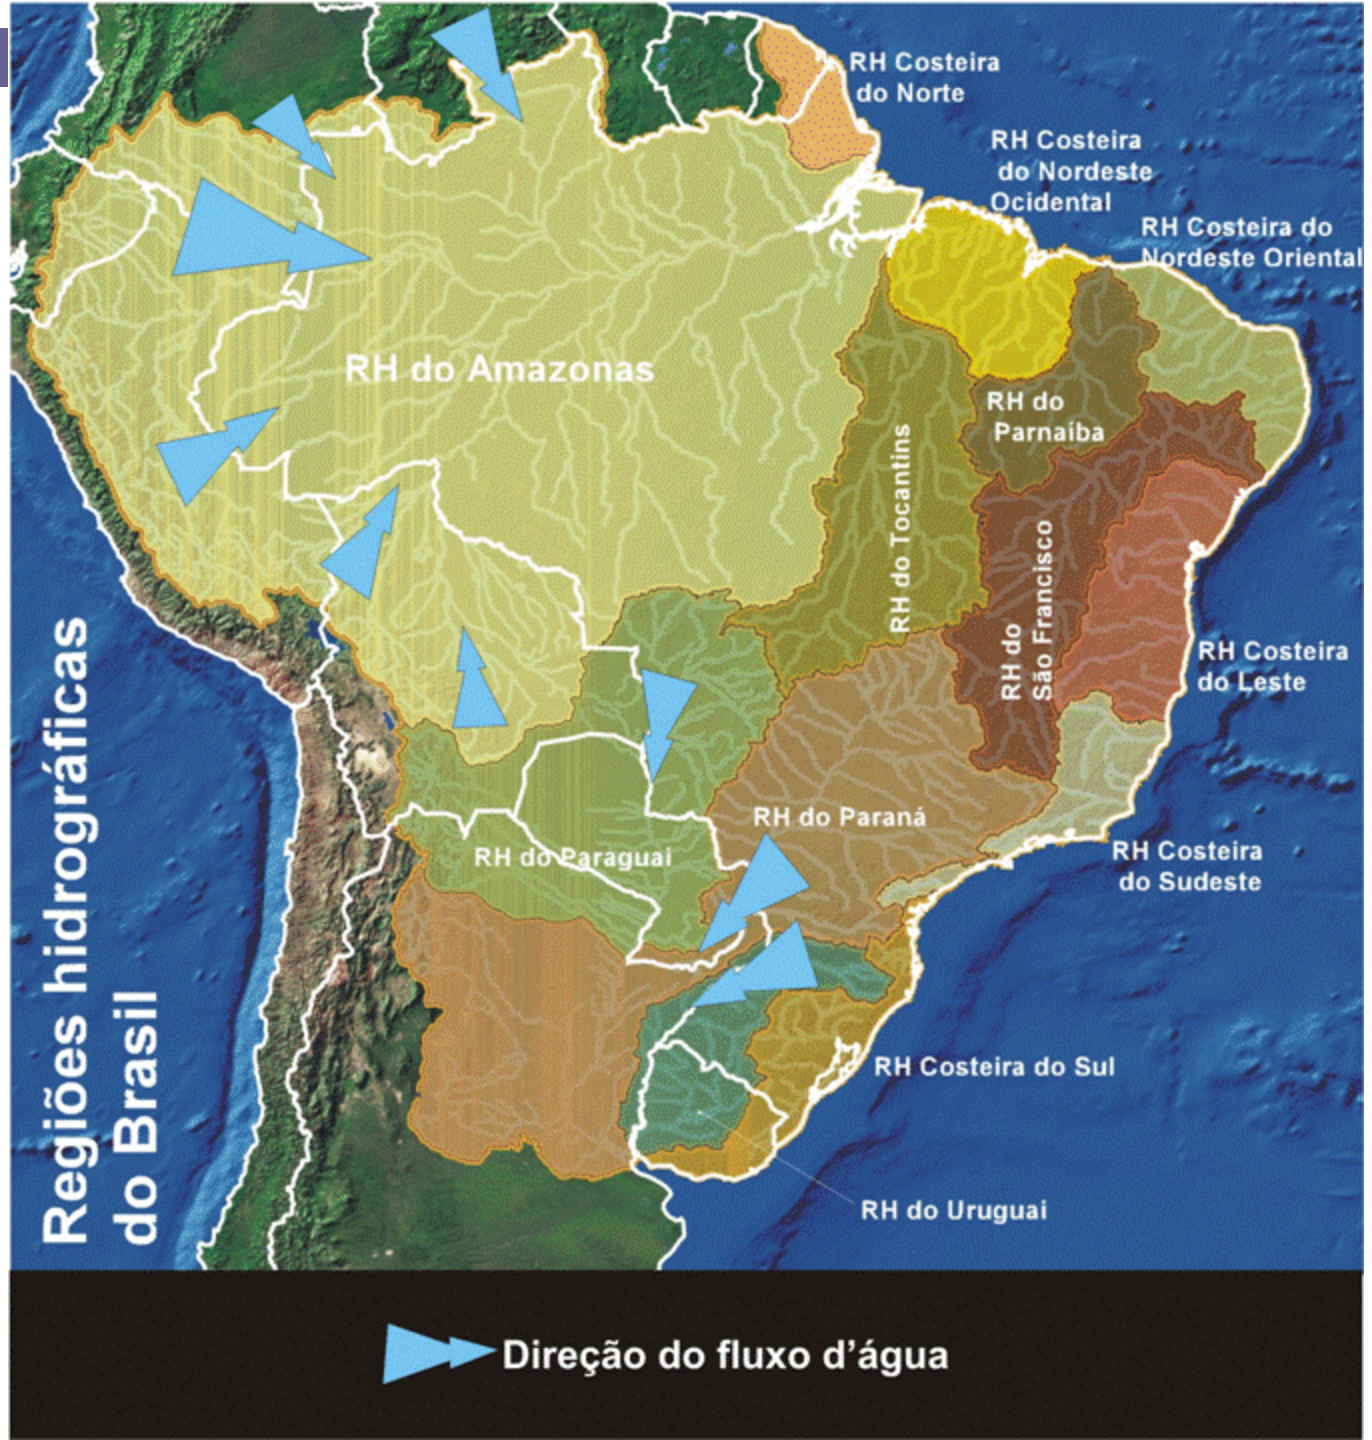 RH Costeira
do Norte
RH Costeira
do Nordeste
Ocidental
RH Costeira do
Nordeste Oriental
RH do Amazonas
RH do
Parnaíba
RH do Tocantins
RH do
São Francisco
RH Costeira
do Leste
RH do Paraná
RH do Paraguai
RH Costeira
do Sudeste
RH Costeira do Sul
RH do Uruguai
Regiões hidrográficas
do Brasil
Direção do fluxo d’água